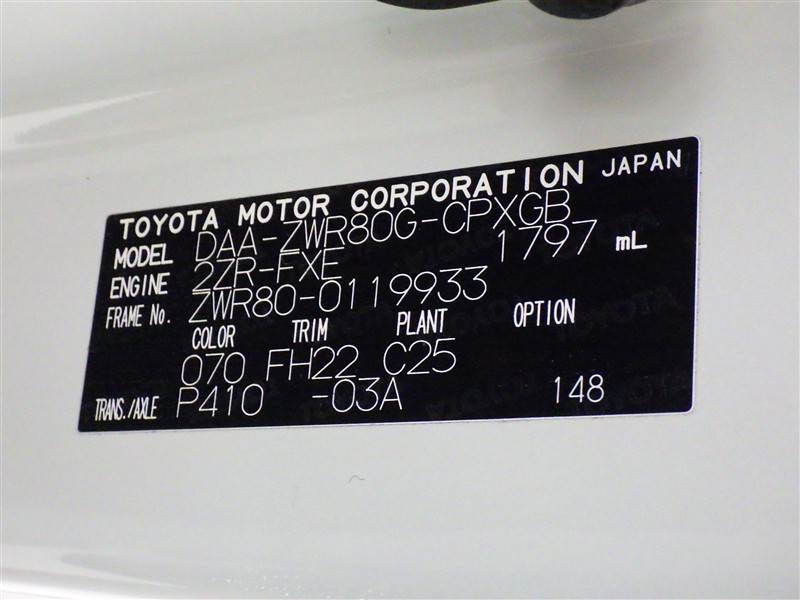 TOYOTA MOTOR CORPORATION JAPAN
MODEL DAA-ZWR80G-CPXGB
ENGINE 2ZR-FXE 1797 mL
FRAME No. ZWR80-0119933
COLOR TRIM PLANT OPTION
070 FH22 C25
TRANS./AXLE P410 -03A 148